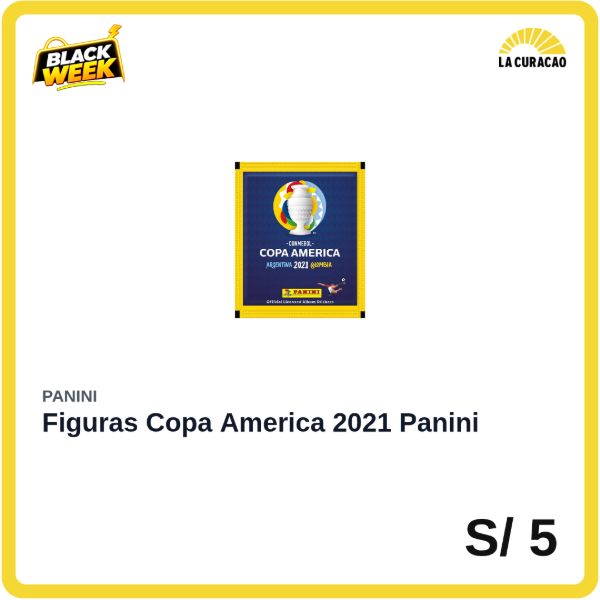 BLACK
WEEK
LA CURACAO
CONMEBOL
COPA AMERICA
ARGENTINA 2021 COLOMBIA
PANINI
Official Licensed Album Stickers
PANINI
Figuras Copa America 2021 Panini
S/ 5